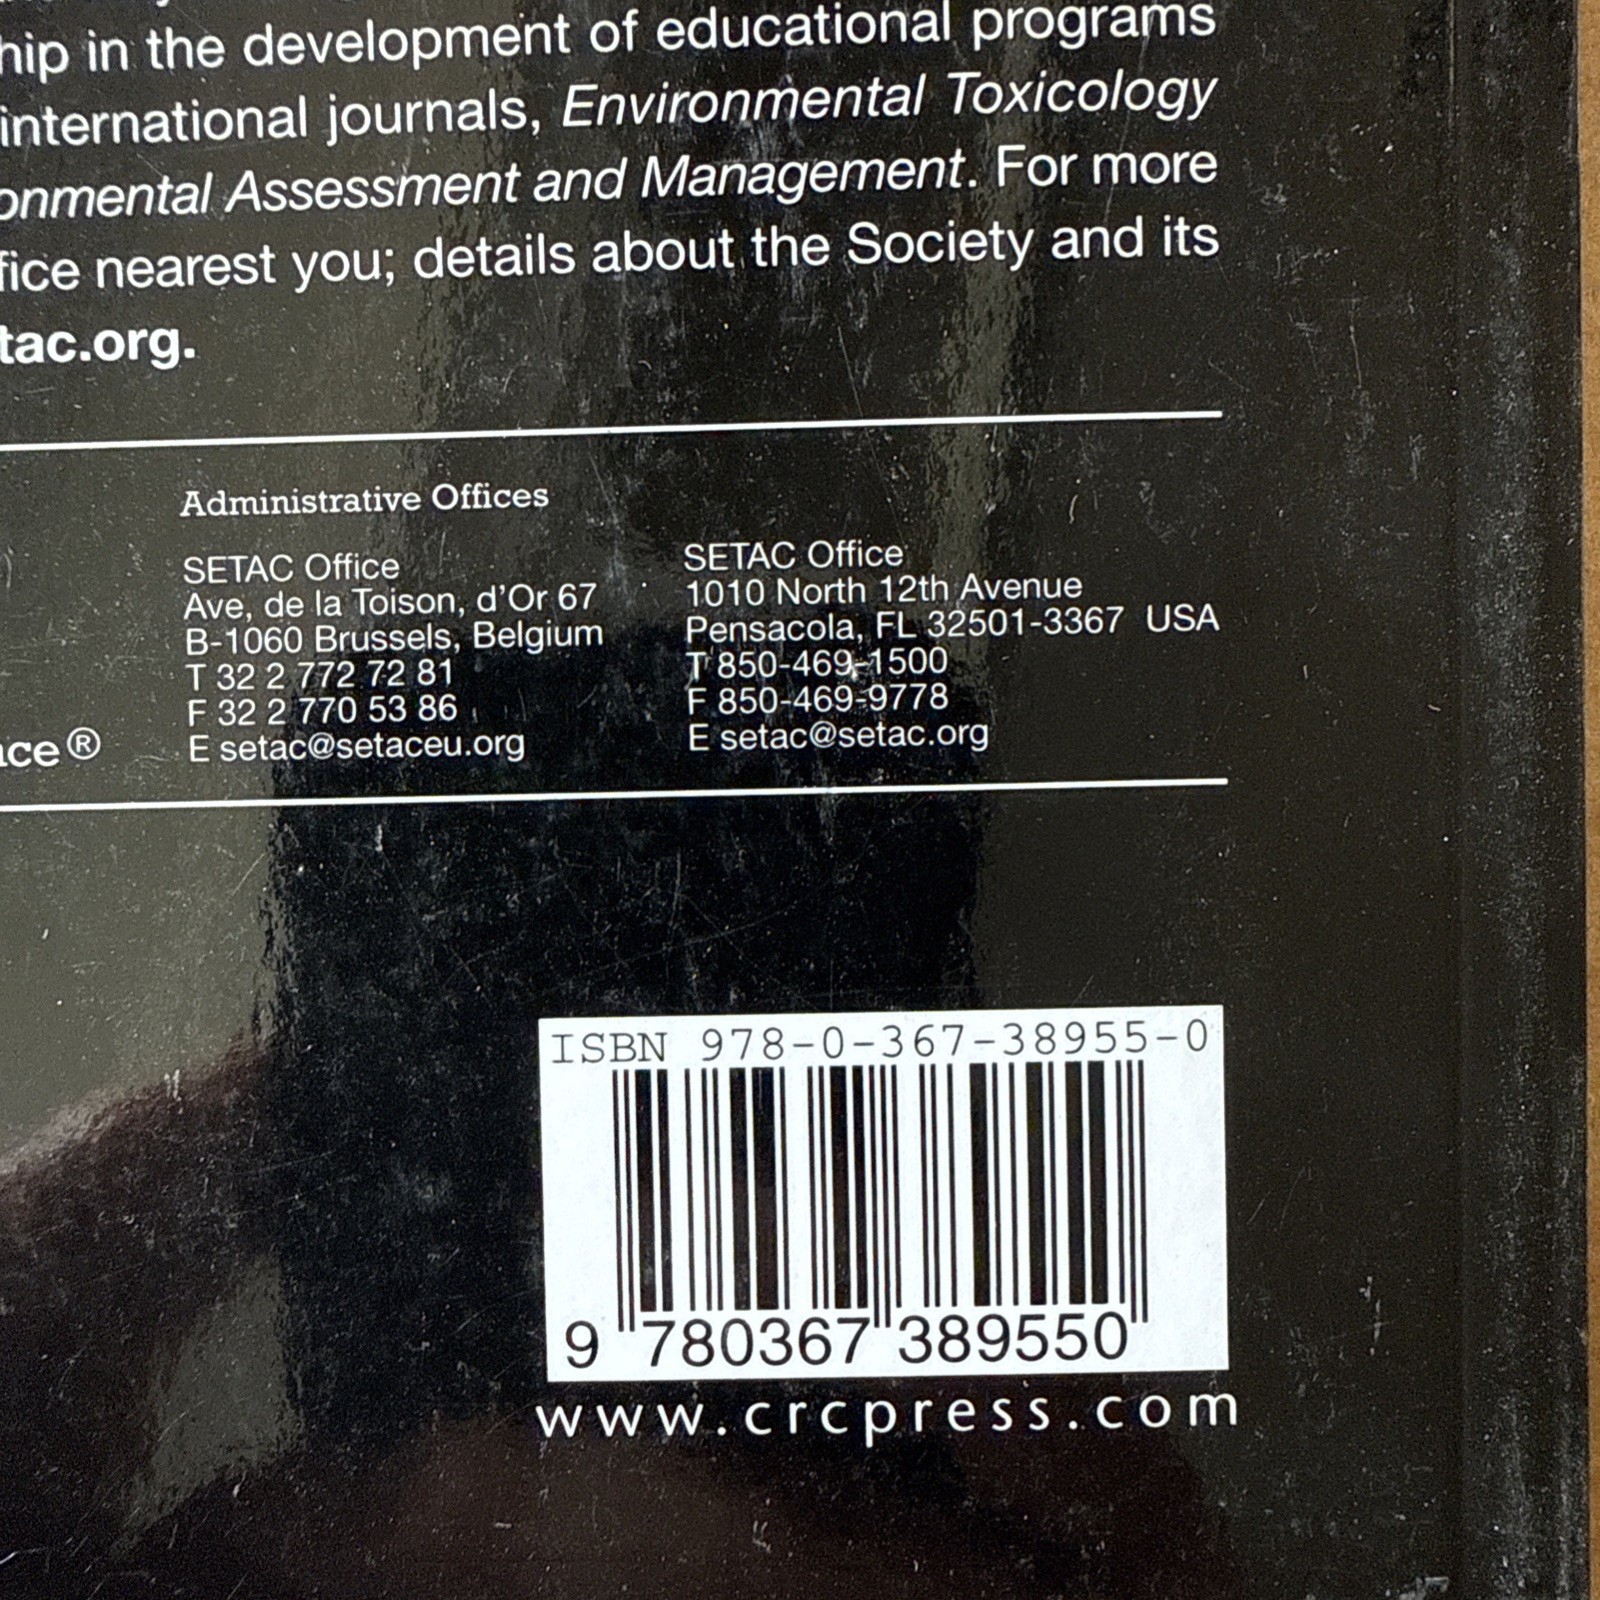 hip in the development of educational programs
international journals, Environmental Toxicology
onmental Assessment and Management. For more
fice nearest you; details about the Society and its
tac.org.
Administrative Offices
SETAC Office
Ave, de la Toison, d'Or 67
B-1060 Brussels, Belgium
T 32 2 772 72 81
F 32 2 770 53 86
E setac@setaceu.org
SETAC Office
1010 North 12th Avenue
Pensacola, FL 32501-3367 USA
T 850-469-1500
F 850-469-9778
E setac@setac.org
ce®
ISBN 978-0-367-38955-0
9 780367 389550
www.crcpress.com